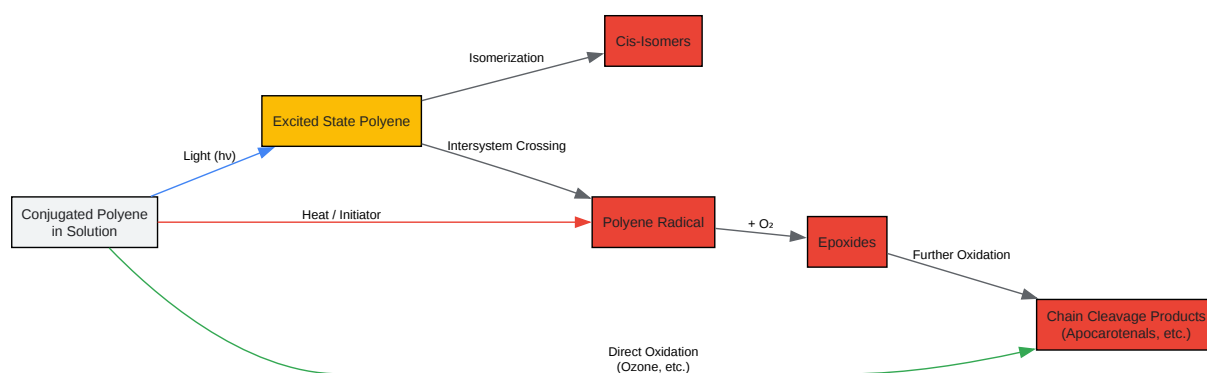 Cis-Isomers
Isomerization
Excited State Polyene
Intersystem Crossing
Light (hν)
Conjugated Polyene
in Solution
Heat / Initiator
Polyene Radical
+ O₂
Epoxides
Further Oxidation
Chain Cleavage Products
(Apocarotenals, etc.)
Direct Oxidation
(Ozone, etc.)